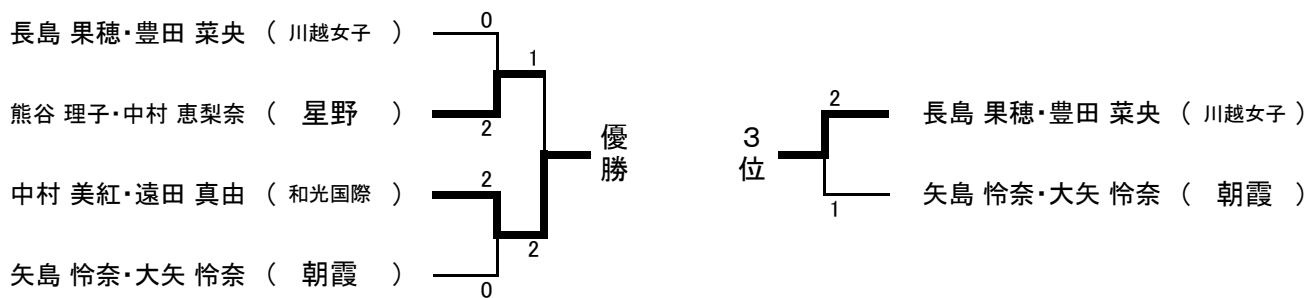 長島 果穂・豊田 菜央 ( 川越女子 )
0
1
熊谷 理子・中村 恵梨奈 ( 星野 )
2
優勝
中村 美紅・遠田 真由 ( 和光国際 )
2
2
矢島 怜奈・大矢 怜奈 ( 朝霞 )
0
3位
2
長島 果穂・豊田 菜央 ( 川越女子 )
1
矢島 怜奈・大矢 怜奈 ( 朝霞 )